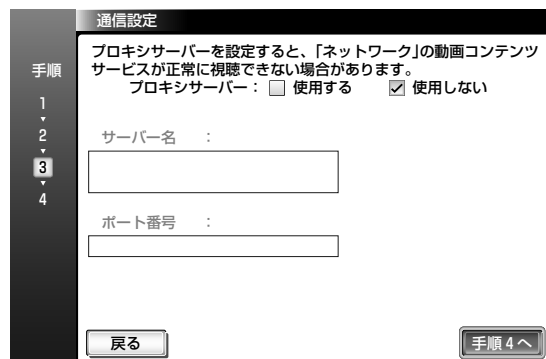 通信設定
プロキシサーバーを設定すると、「ネットワーク」の動画コンテンツ
サービスが正常に視聴できない場合があります。
プロキシサーバー： 使用する 使用しない
手順
1
2
3
4
サーバー名 ：
ポート番号 ：
戻る
手順 4 へ